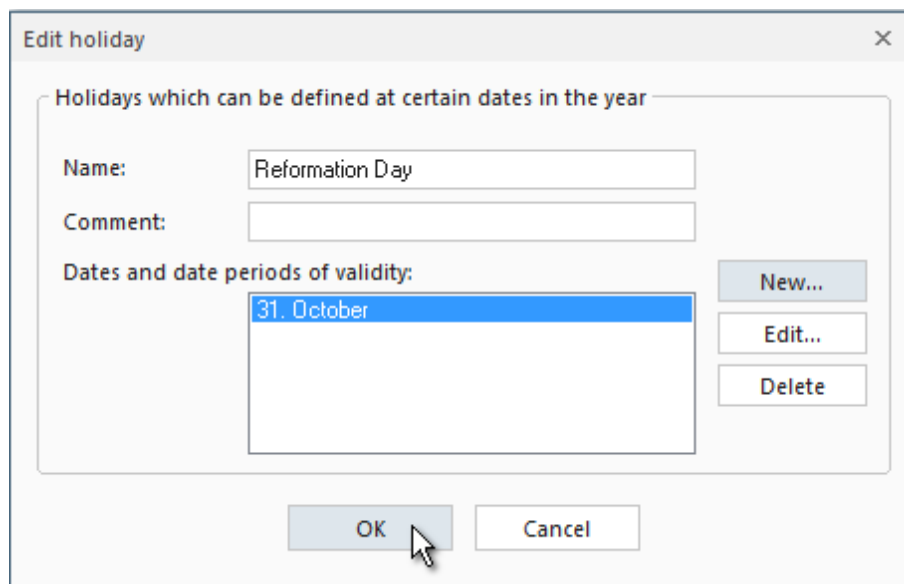 Edit holiday
Holidays which can be defined at certain dates in the year
Name: Reformation Day
Comment:
Dates and date periods of validity:
31. October
New...
Edit...
Delete
OK Cancel